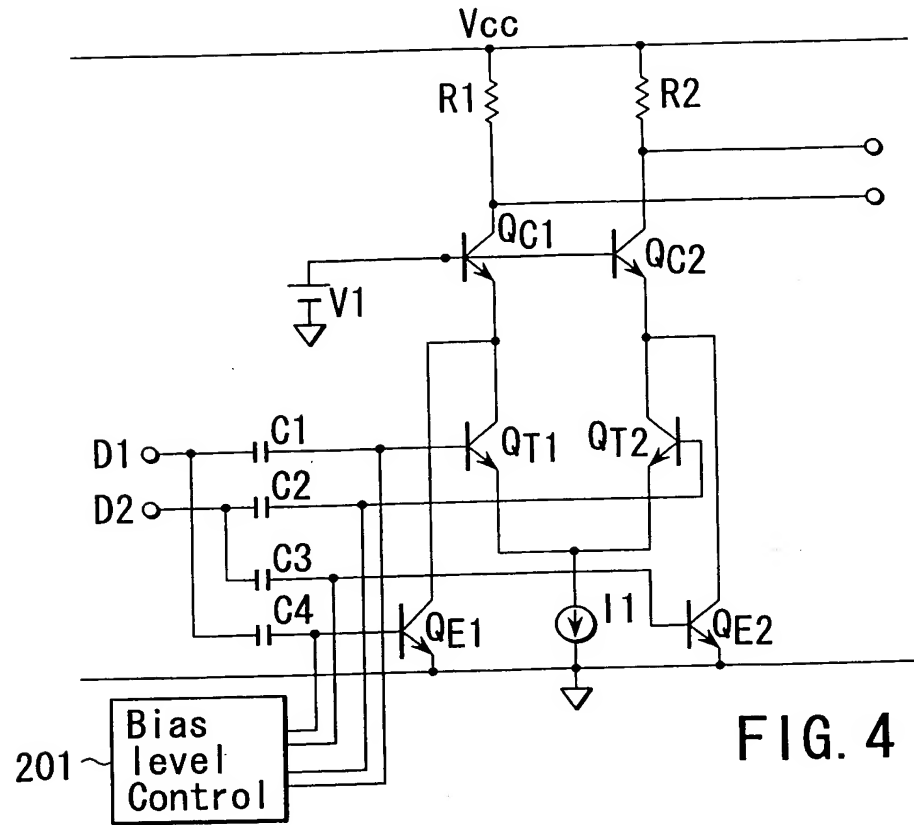 Vcc
R1
R2
QC1
QC2
V1
C1
D1
QT1
QT2
D2
C2
C3
C4
QE1
I1
QE2
201
Bias
level
Control
FIG. 4